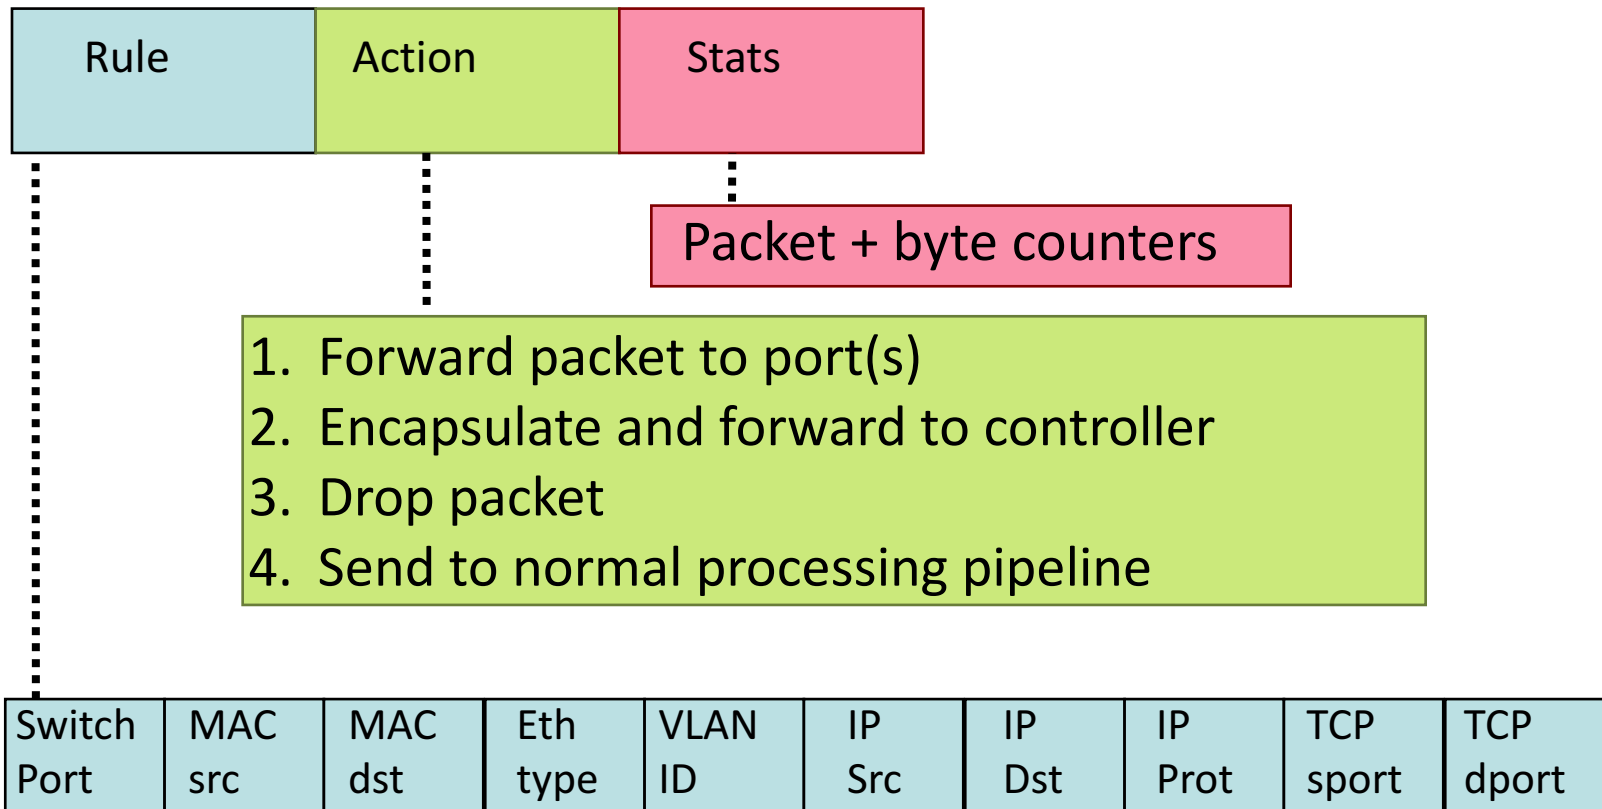 Rule
Action
Stats
Packet + byte counters
1. Forward packet to port(s)
2. Encapsulate and forward to controller
3. Drop packet
4. Send to normal processing pipeline
Switch
Port
MAC
src
MAC
dst
Eth
type
VLAN
ID
IP
Src
IP
Dst
IP
Prot
TCP
sport
TCP
dport